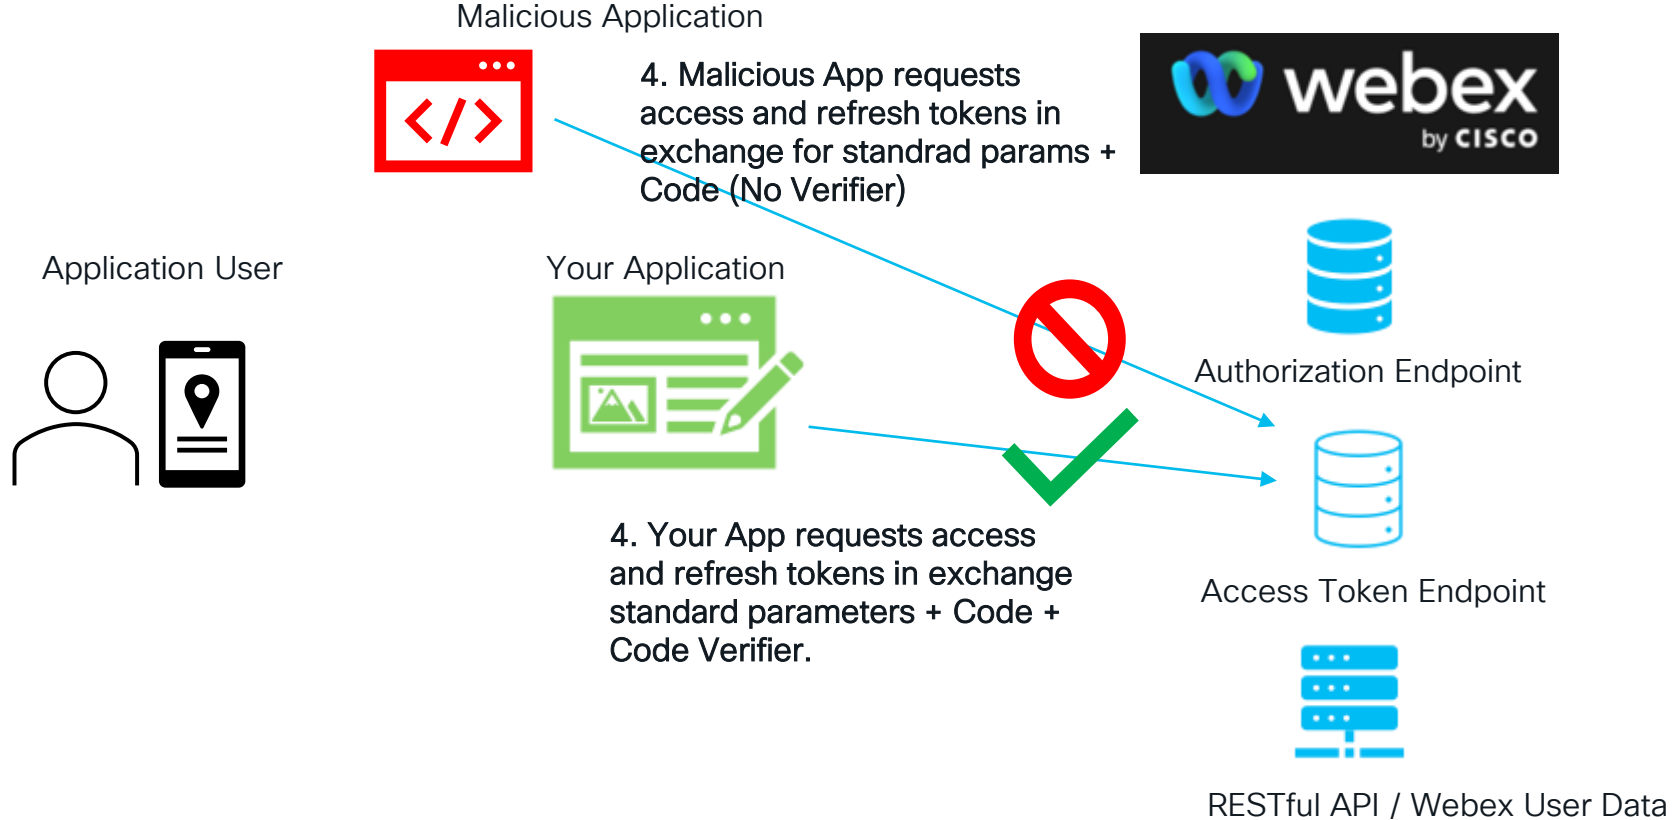 Malicious Application
4. Malicious App requests
access and refresh tokens in
exchange for standrad params +
Code (No Verifier)
webex
by CISCO
Application User
Your Application
Authorization Endpoint
4. Your App requests access
and refresh tokens in exchange
standard parameters + Code +
Code Verifier.
Access Token Endpoint
RESTful API / Webex User Data